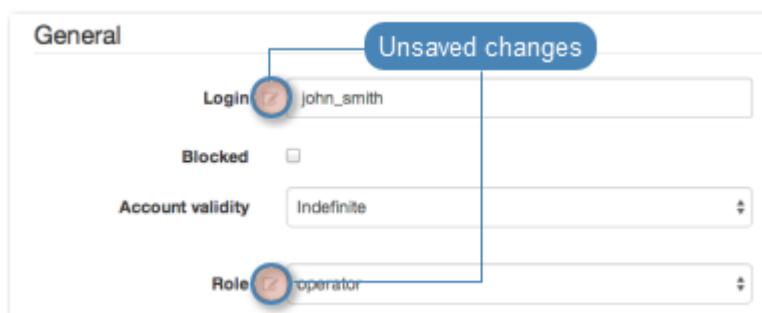 General
Unsaved changes
Login john_smith
Blocked
Account validity Indefinite
Role operator